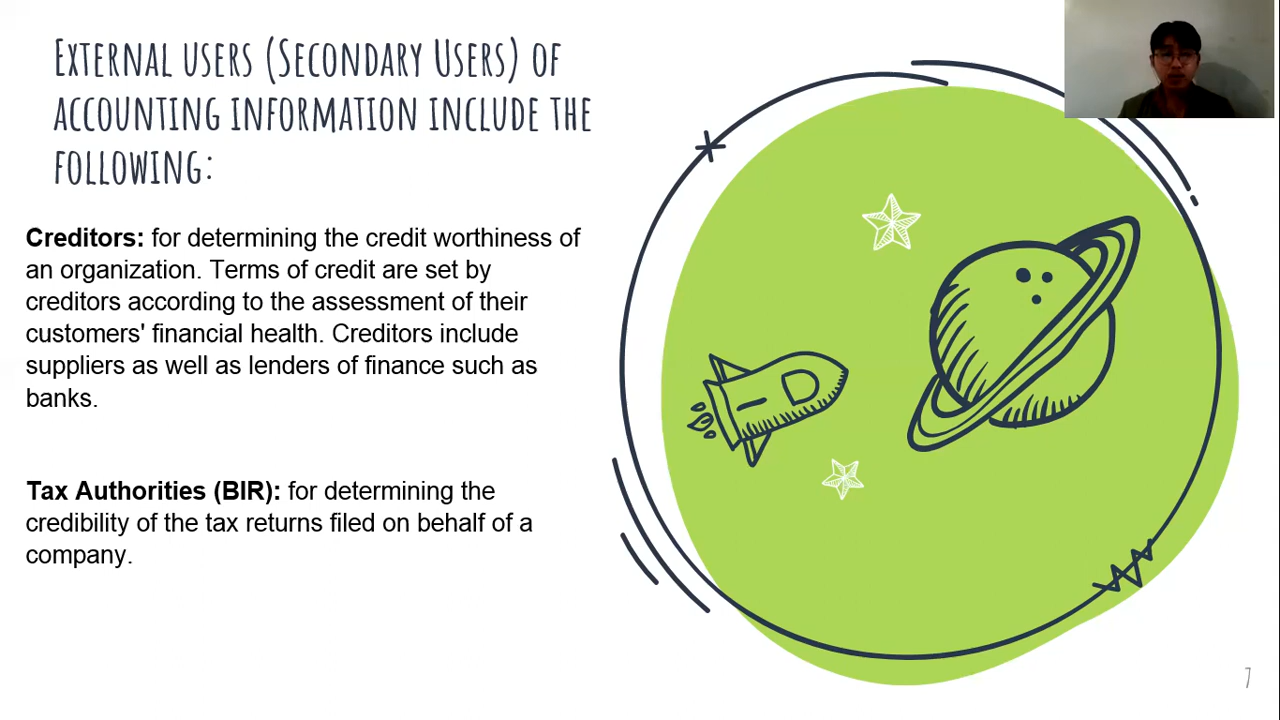 External users (Secondary Users) of
accounting information include the
following:
Creditors: for determining the credit worthiness of
an organization. Terms of credit are set by
creditors according to the assessment of their
customers' financial health. Creditors include
suppliers as well as lenders of finance such as
banks.
Tax Authorities (BIR): for determining the
credibility of the tax returns filed on behalf of a
company.
7